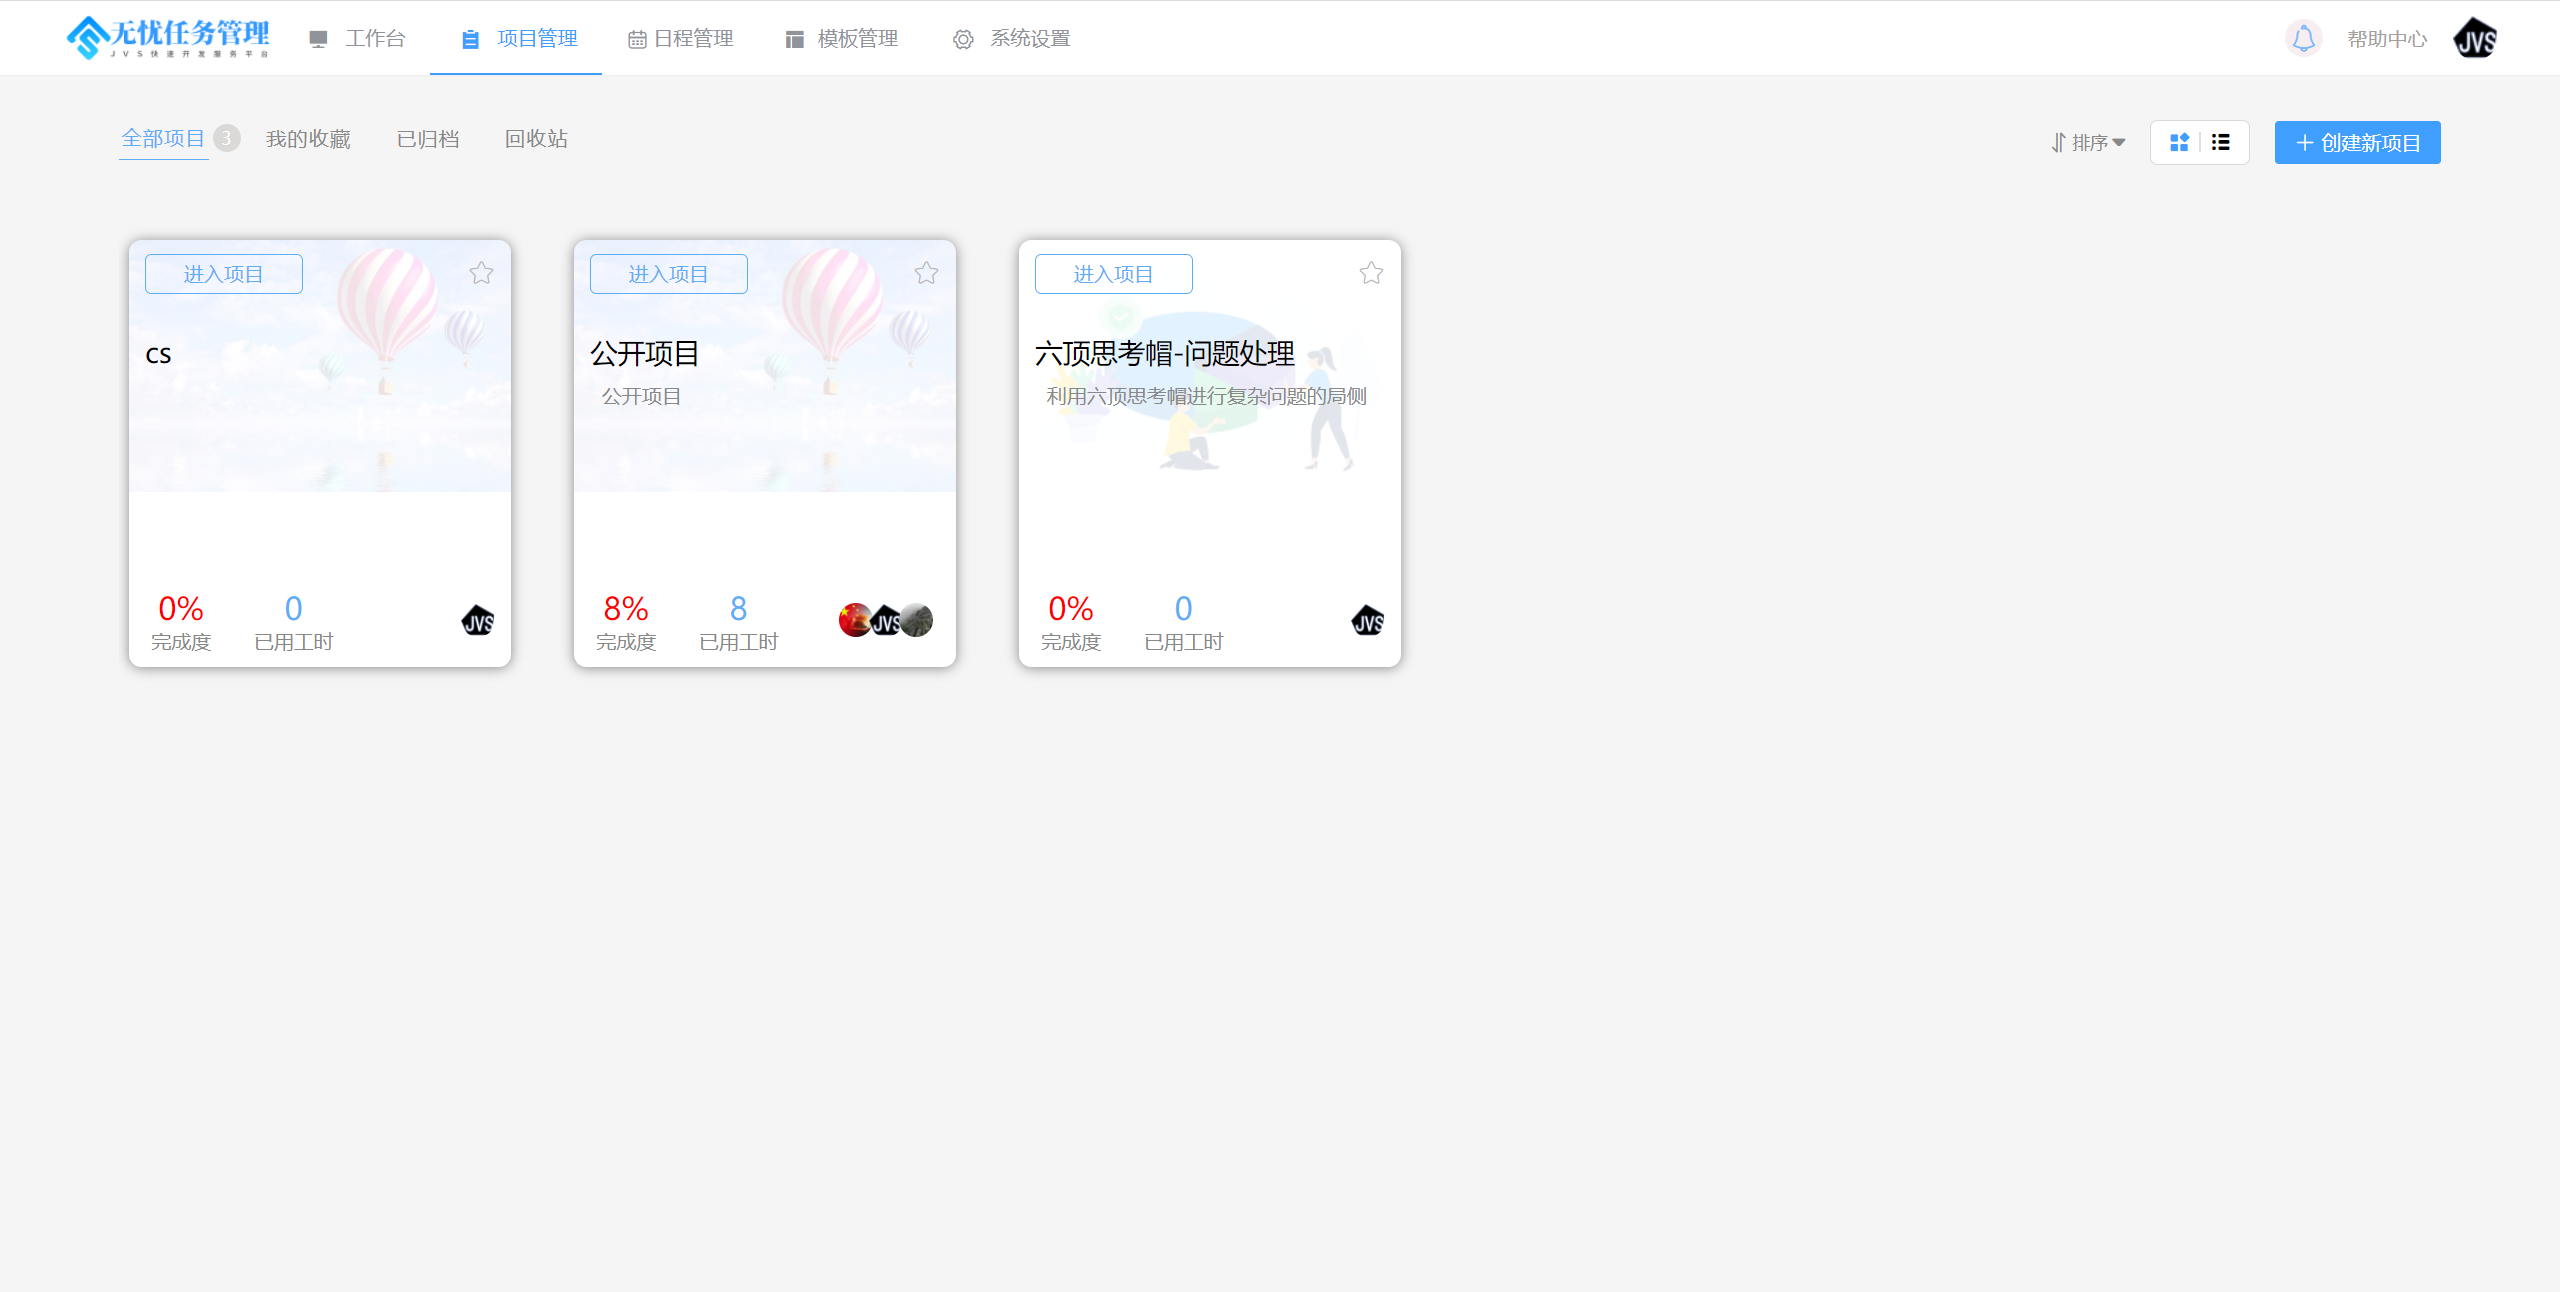 无忧任务管理
JVS快速开发服务平台
工作台
项目管理
日程管理
模板管理
系统设置
帮助中心
JVS
全部项目 3
我的收藏
已归档
回收站
排序
创建新项目
进入项目
cs
0%
完成度
0
已用工时
JVS
进入项目
公开项目
公开项目
8%
完成度
8
已用工时
JVS
进入项目
六顶思考帽-问题处理
利用六顶思考帽进行复杂问题的局侧
0%
完成度
0
已用工时
JVS